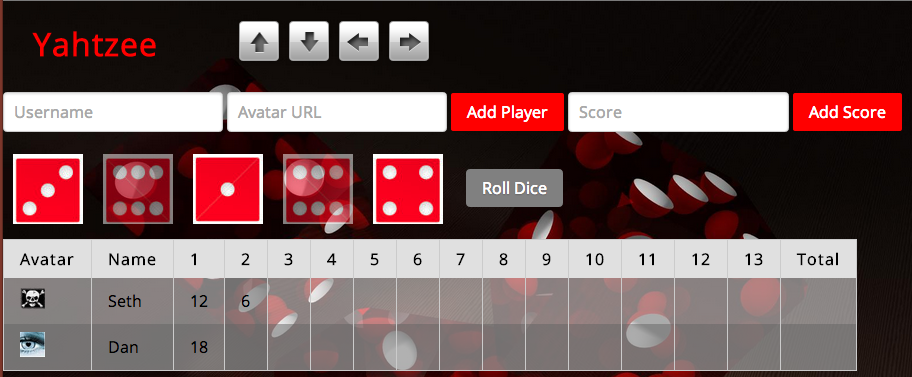 Yahtzee
Username Avatar URL Add Player Score Add Score
Roll Dice
Avatar Name 1 2 3 4 5 6 7 8 9 10 11 12 13 Total
Seth 12 6
Dan 18